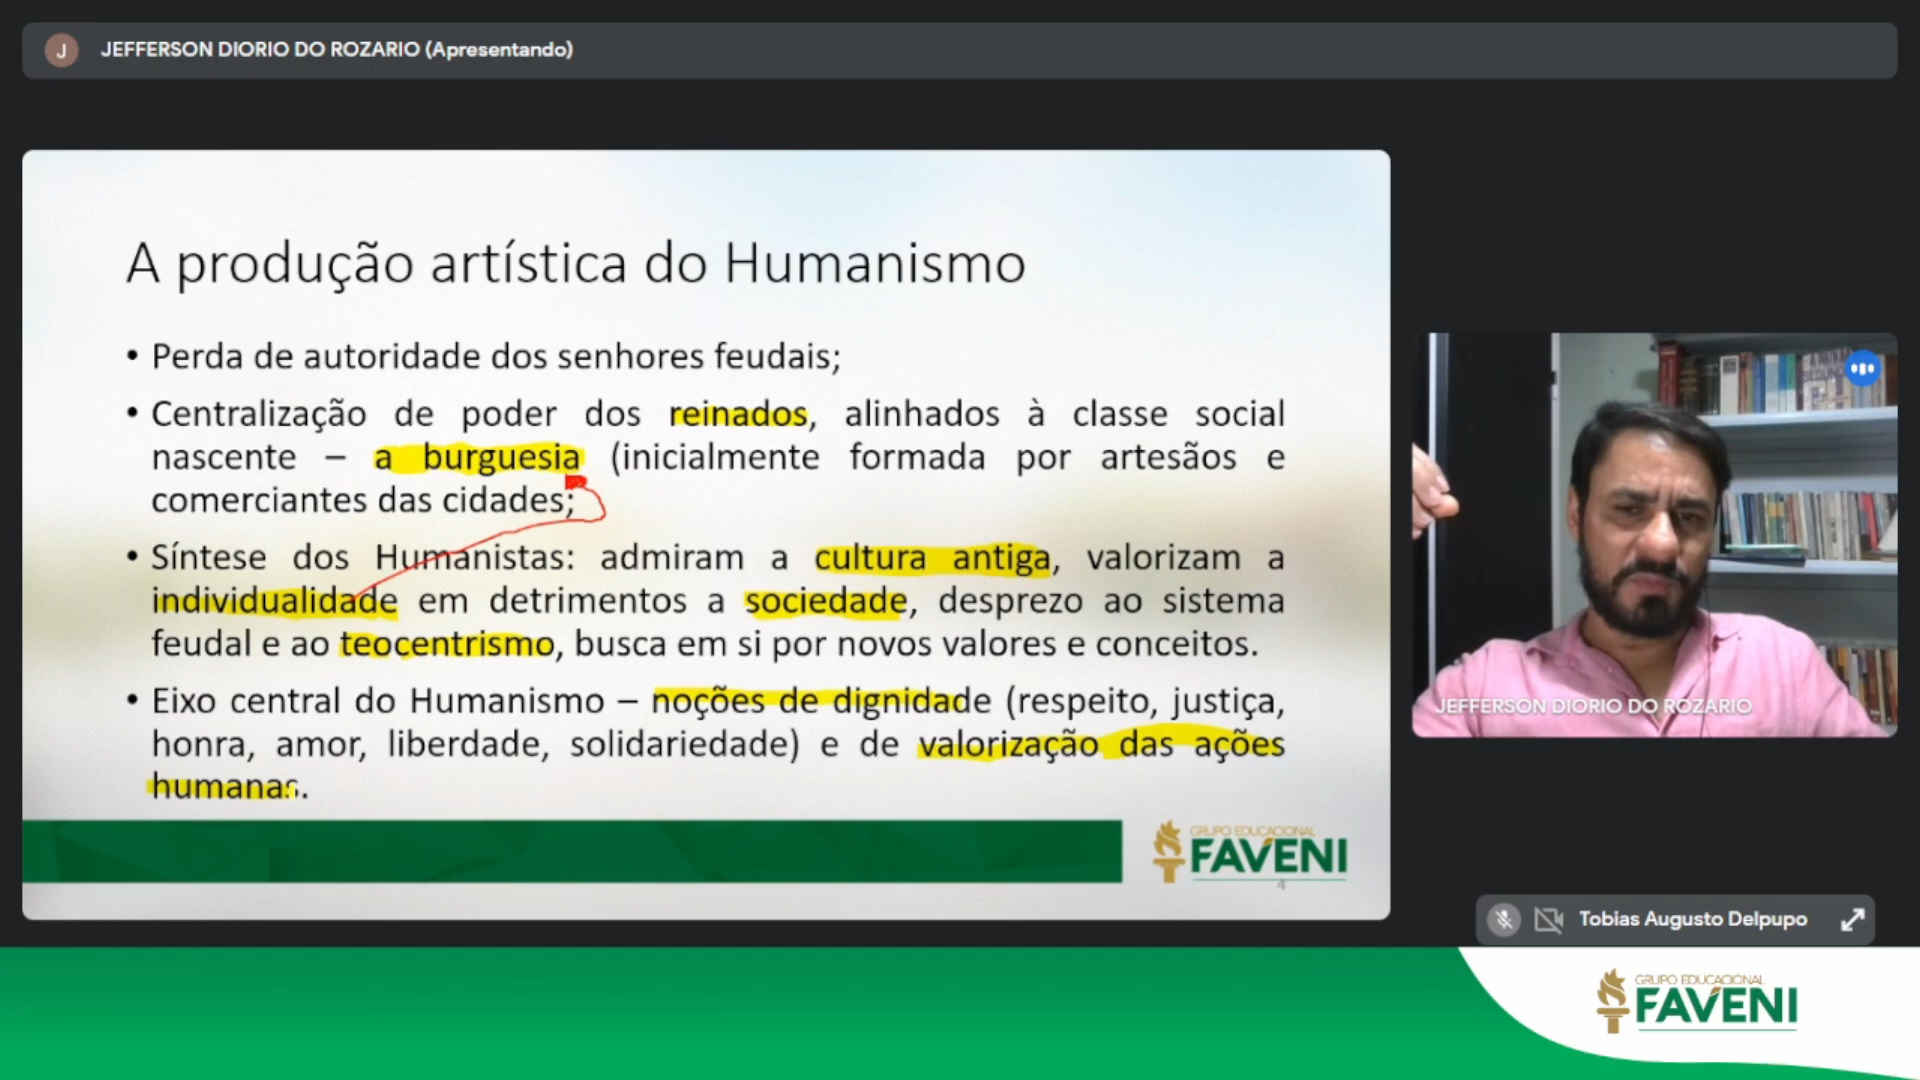 J JEFFERSON DIORIO DO ROZARIO (Apresentando)
A produção artística do Humanismo
• Perda de autoridade dos senhores feudais;
• Centralização de poder dos reinados, alinhados à classe social
nascente – a burguesia (inicialmente formada por artesãos e
comerciantes das cidades;
• Síntese dos Humanistas: admiram a cultura antiga, valorizam a
individualidade em detrimentos a sociedade, desprezo ao sistema
feudal e ao teocentrismo, busca em si por novos valores e conceitos.
• Eixo central do Humanismo – noções de dignidade (respeito, justiça,
honra, amor, liberdade, solidariedade) e de valorização das ações
humanas.
GRUPO EDUCACIONAL
FAVENI
4
JEFFERSON DIORIO DO ROZARIO
Tobias Augusto Delpupo
GRUPO EDUCACIONAL
FAVENI